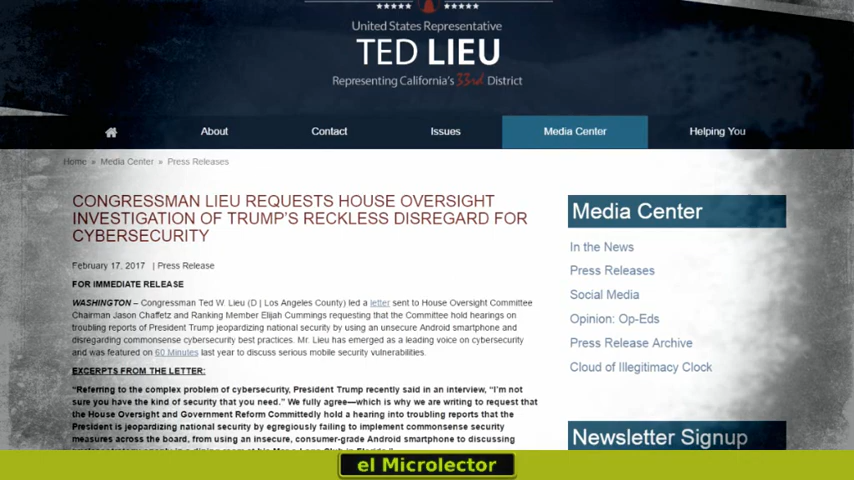 United States Representative
TED LIEU
Representing California's 33rd District
About
Contact
Issues
Media Center
Helping You
Home » Media Center » Press Releases
CONGRESSMAN LIEU REQUESTS HOUSE OVERSIGHT
INVESTIGATION OF TRUMP'S RECKLESS DISREGARD FOR
CYBERSECURITY
February 17, 2017 | Press Release
FOR IMMEDIATE RELEASE
WASHINGTON – Congressman Ted W. Lieu (D | Los Angeles County) led a letter sent to House Oversight Committee
Chairman Jason Chaffetz and Ranking Member Elijah Cummings requesting that the Committee hold hearings on
troubling reports of President Trump jeopardizing national security by using an unsecure Android smartphone and
disregarding commonsense cybersecurity best practices. Mr. Lieu has emerged as a leading voice on cybersecurity
and was featured on 60 Minutes last year to discuss serious mobile security vulnerabilities.
EXCERPTS FROM THE LETTER:
"Referring to the complex problem of cybersecurity, President Trump recently said in an interview, "I'm not
sure you have the kind of security that you need." We fully agree—which is why we are writing to request that
the House Oversight and Government Reform Committedly hold a hearing into troubling reports that the
President is jeopardizing national security by egregiously failing to implement commonsense security
measures across the board, from using an insecure, consumer-grade Android smartphone to discussing
Media Center
In the News
Press Releases
Social Media
Opinion: Op-Eds
Press Release Archive
Cloud of Illegitimacy Clock
Newsletter Signup
el Microlector